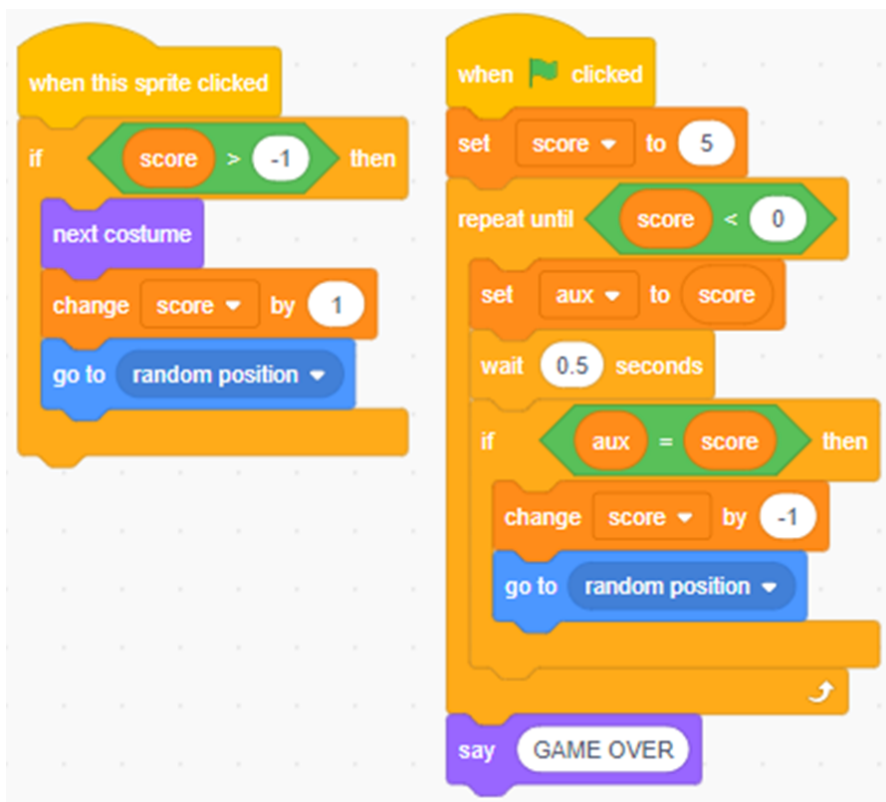 when this sprite clicked
if score > -1 then
next costume
change score by 1
go to random position
when clicked
set score to 5
repeat until score < 0
set aux to score
wait 0.5 seconds
if aux = score then
change score by -1
go to random position
say GAME OVER